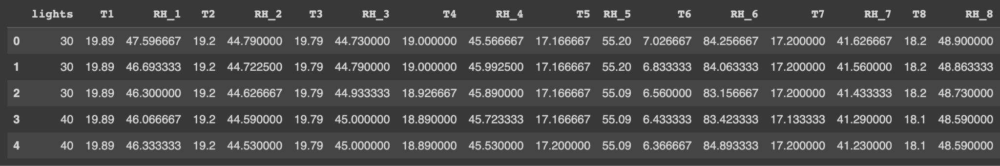 lights T1 RH_1 T2 RH_2 T3 RH_3 T4 RH_4 T5 RH_5 T6 RH_6 T7 RH_7 T8 RH_8
0 30 19.89 47.596667 19.2 44.790000 19.79 44.730000 19.000000 45.566667 17.166667 55.20 7.026667 84.256667 17.200000 41.626667 18.2 48.900000
1 30 19.89 46.693333 19.2 44.722500 19.79 44.790000 19.000000 45.992500 17.166667 55.20 6.833333 84.063333 17.200000 41.560000 18.2 48.863333
2 30 19.89 46.300000 19.2 44.626667 19.79 44.933333 18.926667 45.890000 17.166667 55.09 6.560000 83.156667 17.200000 41.433333 18.2 48.730000
3 40 19.89 46.066667 19.2 44.590000 19.79 45.000000 18.890000 45.723333 17.166667 55.09 6.433333 83.423333 17.133333 41.290000 18.1 48.590000
4 40 19.89 46.333333 19.2 44.530000 19.79 45.000000 18.890000 45.530000 17.200000 55.09 6.366667 84.893333 17.200000 41.230000 18.1 48.590000